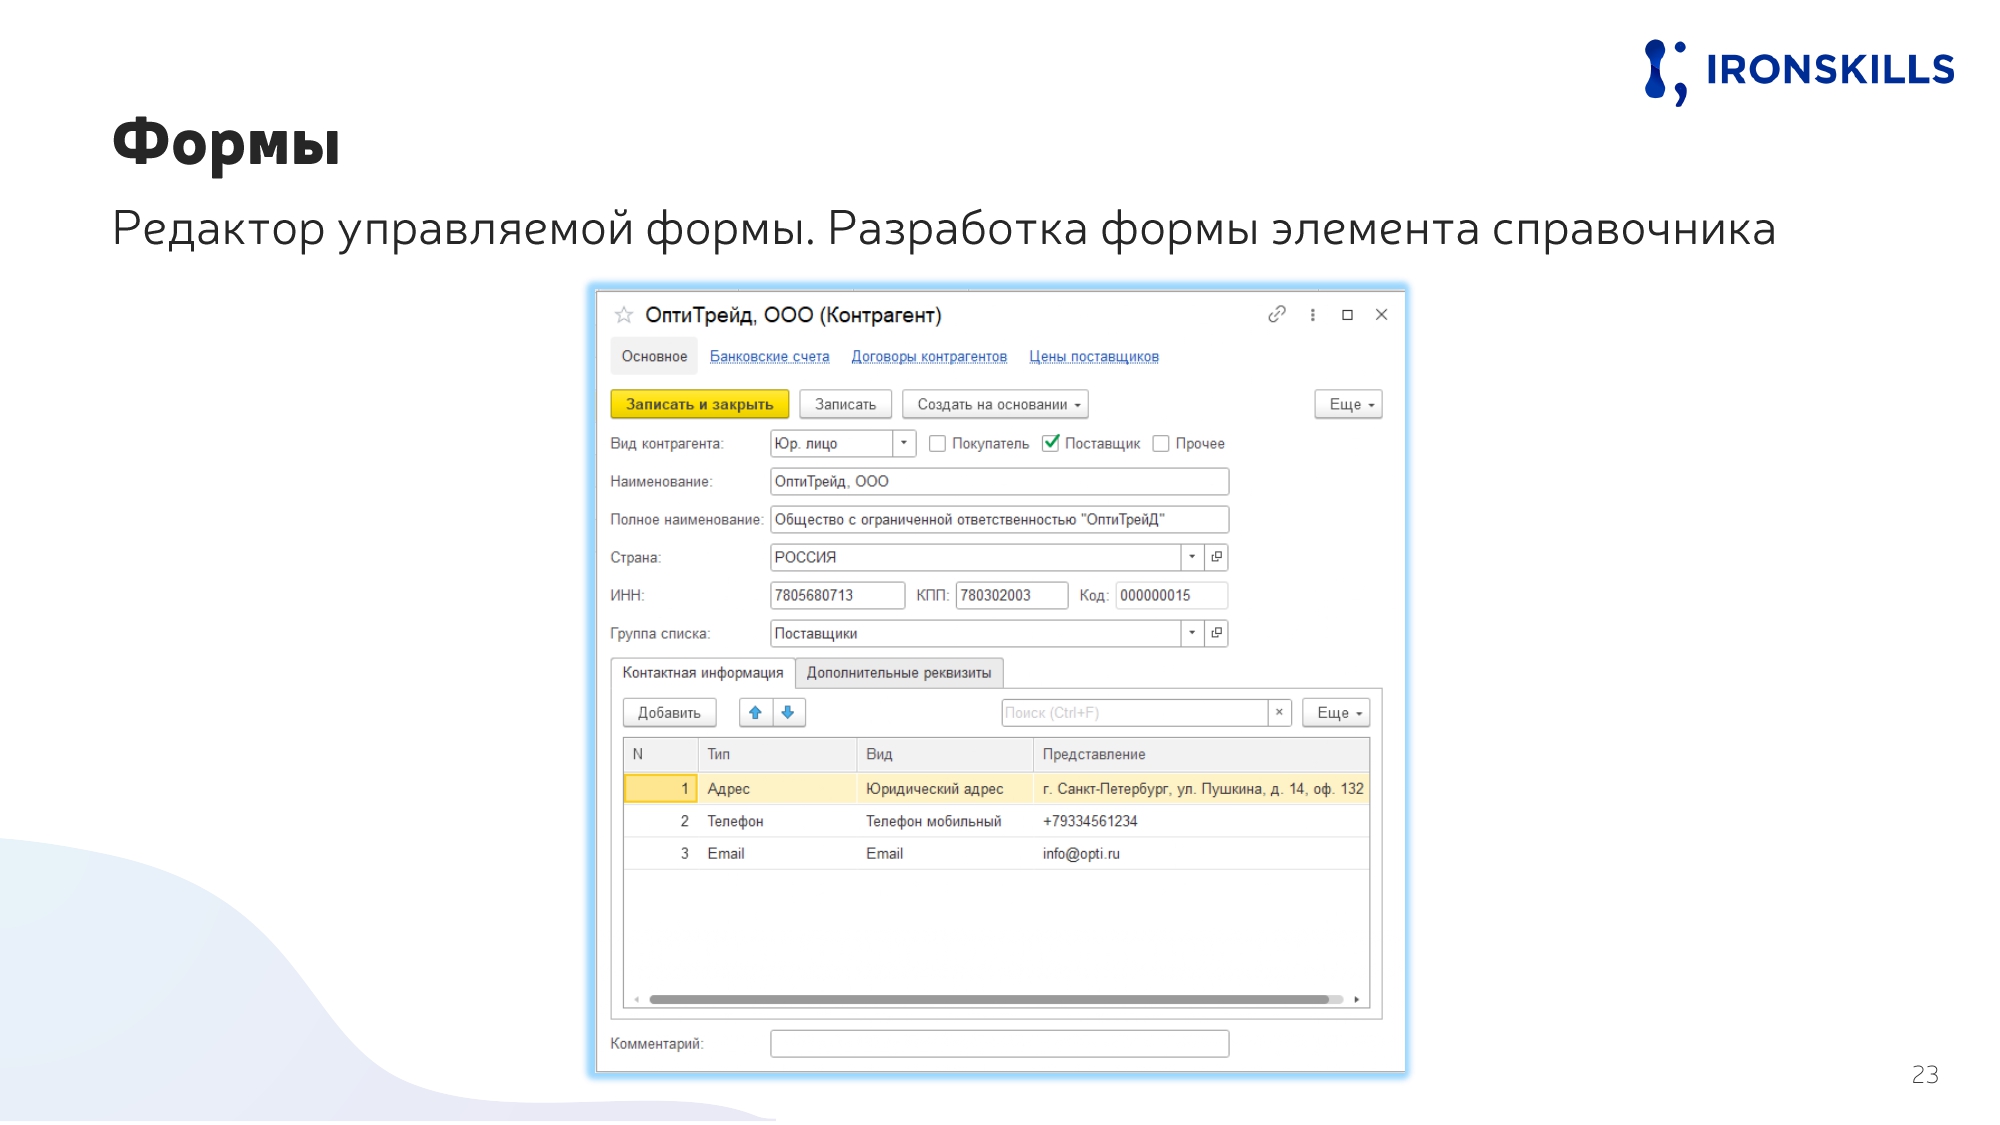 IRONSKILLS
Формы
Редактор управляемой формы. Разработка формы элемента справочника
ОптиТрейд, ООО (Контрагент)
Основное Банковские счета Договоры контрагентов Цены поставщиков
Записать и закрыть Записать Создать на основании Еще
Вид контрагента: Юр. лицо Покупатель Поставщик Прочее
Наименование: ОптиТрейд, ООО
Полное наименование: Общество с ограниченной ответственностью "ОптиТрейД"
Страна: РОССИЯ
ИНН: 7805680713 КПП: 780302003 Код: 000000015
Группа списка: Поставщики
Контактная информация Дополнительные реквизиты
Добавить Поиск (Ctrl+F) × Еще
N Тип Вид Представление
1 Адрес Юридический адрес г. Санкт-Петербург, ул. Пушкина, д. 14, оф. 132
2 Телефон Телефон мобильный +79334561234
3 Email Email info@opti.ru
Комментарий:
23